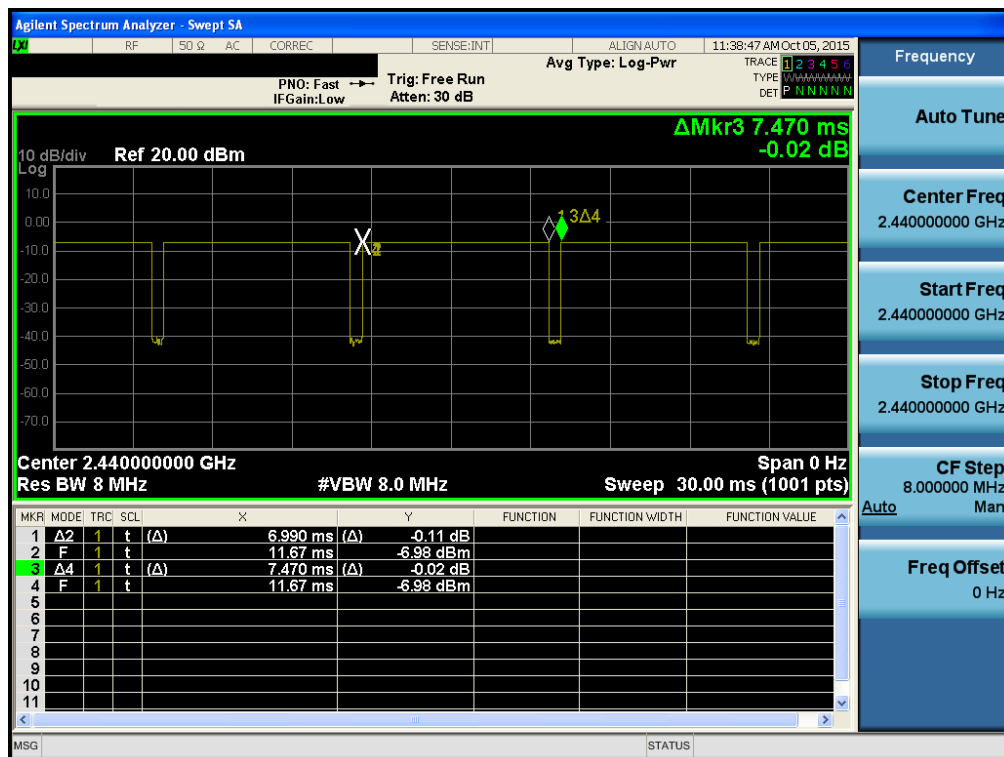 Agilent Spectrum Analyzer - Swept SA
LXI RF 50 Ω AC CORREC SENSE:INT ALIGN AUTO 11:38:47 AM Oct 05, 2015
Frequency
Avg Type: Log-Pwr TRACE 1 2 3 4 5 6
PNO: Fast Trig: Free Run TYPE
IFGain:Low Atten: 30 dB DET P N N N N N
Auto Tune
ΔMkr3 7.470 ms
10 dB/div Ref 20.00 dBm -0.02 dB
Log
10.0
0.00
-10.0
-20.0
-30.0
-40.0
-50.0
-60.0
-70.0
3Δ4
Center Freq
2.440000000 GHz
Start Freq
2.440000000 GHz
Stop Freq
2.440000000 GHz
Center 2.440000000 GHz Span 0 Hz
Res BW 8 MHz #VBW 8.0 MHz Sweep 30.00 ms (1001 pts)
CF Step
8.000000 MHz
Auto Man
Freq Offset
0 Hz
MKR MODE TRC SCL X Y FUNCTION FUNCTION WIDTH FUNCTION VALUE
1 Δ2 1 t (Δ) 6.990 ms (Δ) -0.11 dB
2 F 1 t 11.67 ms -6.98 dBm
3 Δ4 1 t (Δ) 7.470 ms (Δ) -0.02 dB
4 F 1 t 11.67 ms -6.98 dBm
5
6
7
8
9
10
11
MSG STATUS